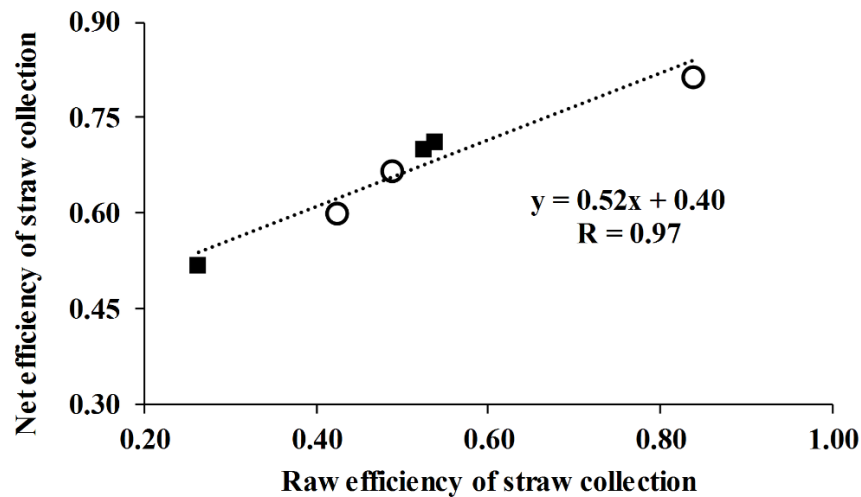 0.90
0.75
0.60
0.45
0.30
Net efficiency of straw collection
y = 0.52x + 0.40
R = 0.97
0.20 0.40 0.60 0.80 1.00
Raw efficiency of straw collection